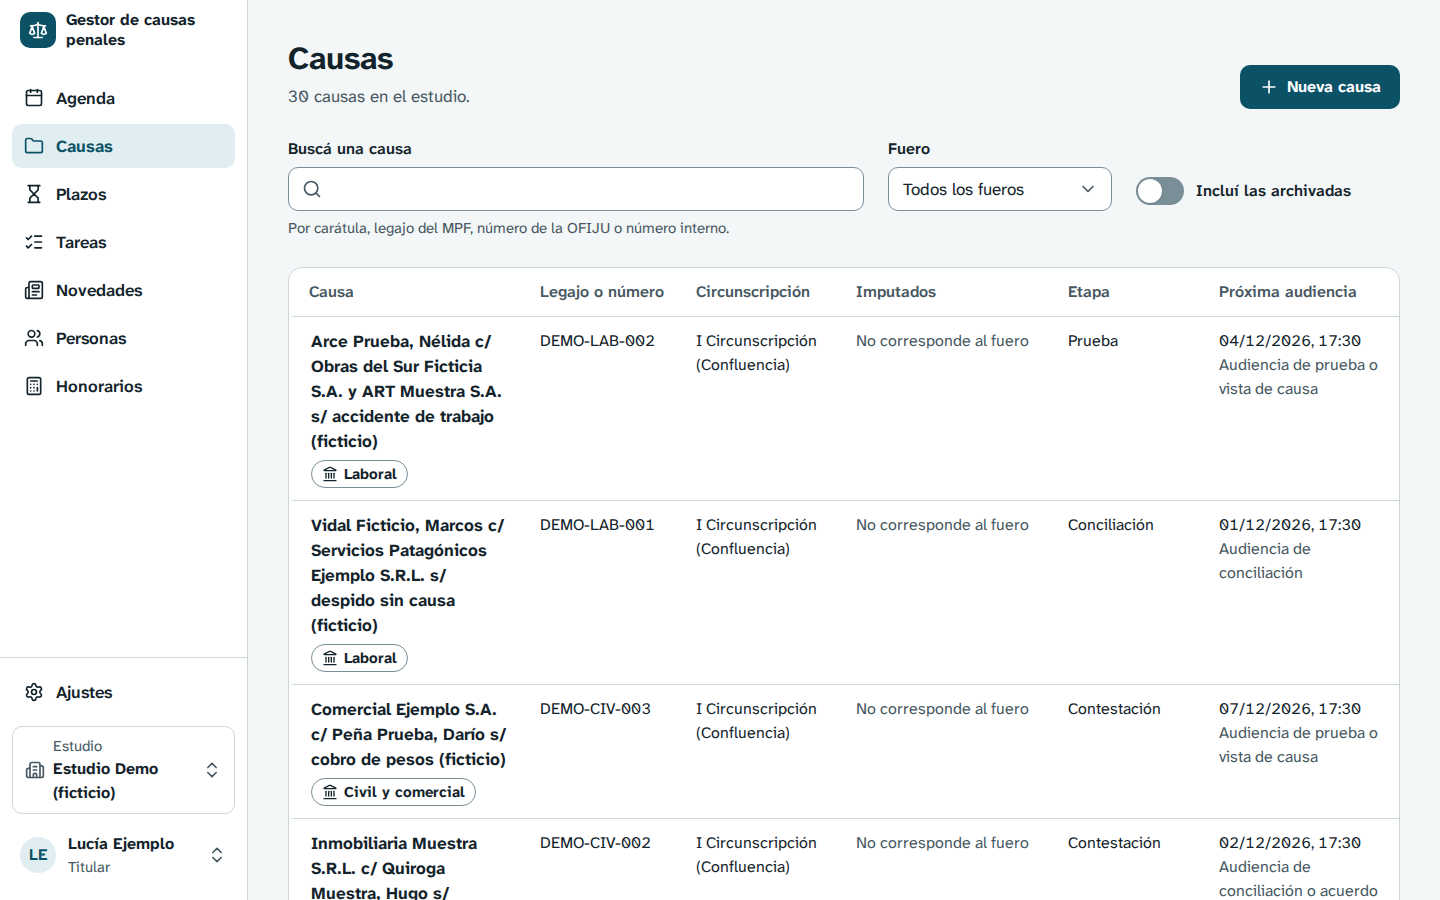 Gestor de causas
penales
Agenda
Causas
Plazos
Tareas
Novedades
Personas
Honorarios
Ajustes
Estudio
Estudio Demo
(ficticio)
LE
Lucía Ejemplo
Titular
Causas
30 causas en el estudio.
Nueva causa
Buscá una causa
Por carátula, legajo del MPF, número de la OFIJU o número interno.
Fuero
Todos los fueros
Incluí las archivadas
Causa Legajo o número Circunscripción Imputados Etapa Próxima audiencia
Arce Prueba, Nélida c/ DEMO-LAB-002 I Circunscripción No corresponde al fuero Prueba 04/12/2026, 17:30
Obras del Sur Ficticia (Confluencia) Audiencia de prueba o
S.A. y ART Muestra S.A. vista de causa
s/ accidente de trabajo
(ficticio)
Laboral
Vidal Ficticio, Marcos c/ DEMO-LAB-001 I Circunscripción No corresponde al fuero Conciliación 01/12/2026, 17:30
Servicios Patagónicos (Confluencia) Audiencia de
Ejemplo S.R.L. s/ conciliación
despido sin causa
(ficticio)
Laboral
Comercial Ejemplo S.A. DEMO-CIV-003 I Circunscripción No corresponde al fuero Contestación 07/12/2026, 17:30
c/ Peña Prueba, Darío s/ (Confluencia) Audiencia de prueba o
cobro de pesos (ficticio) vista de causa
Civil y comercial
Inmobiliaria Muestra DEMO-CIV-002 I Circunscripción No corresponde al fuero Contestación 02/12/2026, 17:30
S.R.L. c/ Quiroga (Confluencia) Audiencia de
Muestra, Hugo s/ conciliación o acuerdo